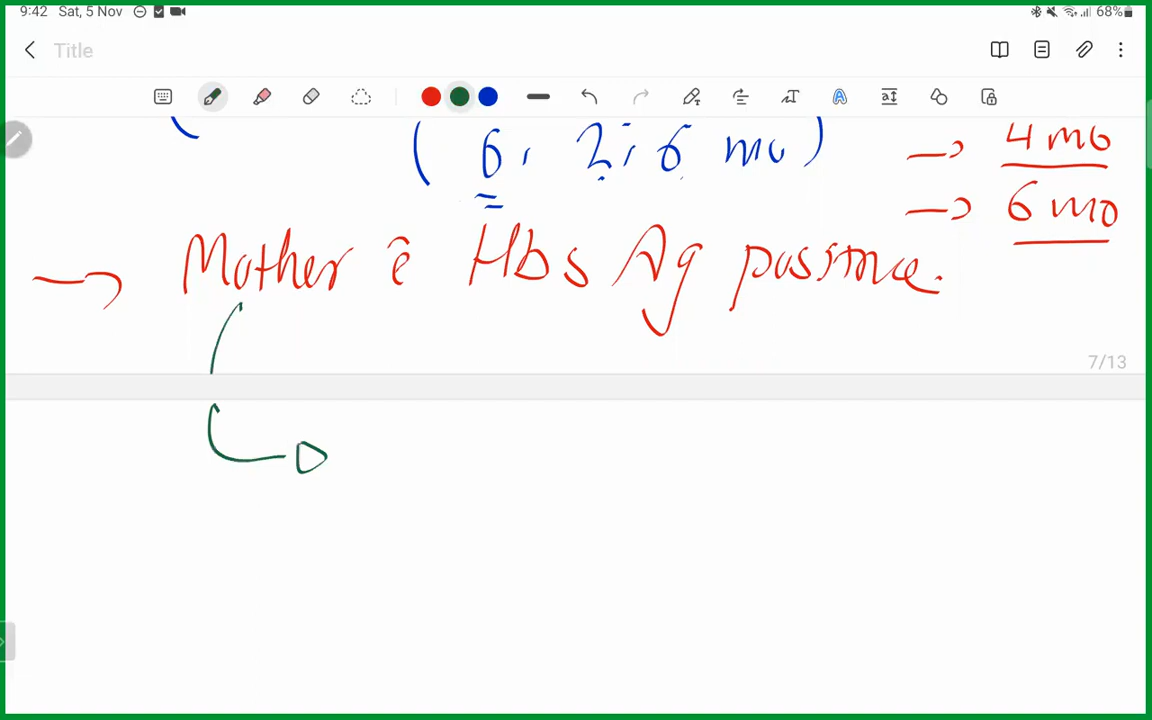 9:42 Sat, 5 Nov 68%
Title
( 6, 2, 6 mo ) → 4 mo
→ 6 mo
→ Mother ē HbsAg possitive.
7/13